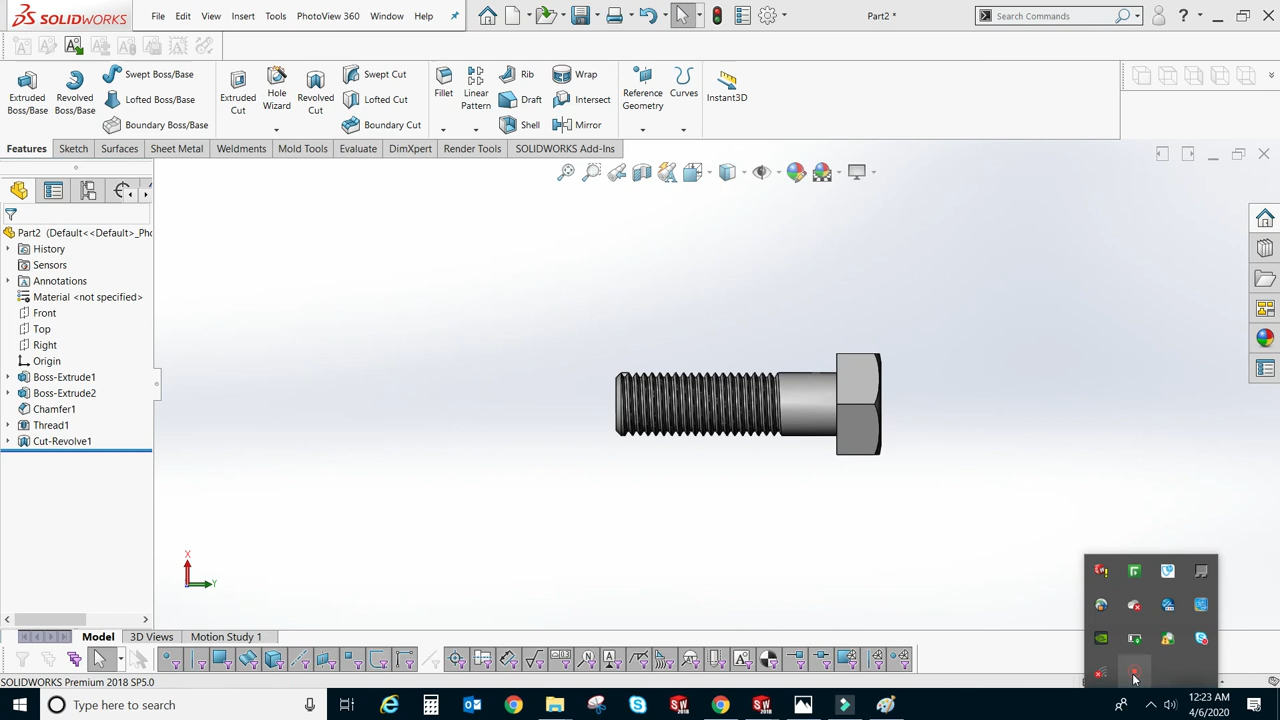 SOLIDWORKS File Edit View Insert Tools PhotoView 360 Window Help Part2 * Search Commands ?
Extruded Boss/Base
Revolved Boss/Base
Swept Boss/Base
Lofted Boss/Base
Boundary Boss/Base
Extruded Cut
Hole Wizard
Revolved Cut
Swept Cut
Lofted Cut
Boundary Cut
Fillet
Linear Pattern
Rib
Draft
Shell
Wrap
Intersect
Mirror
Reference Geometry
Curves
Instant3D
Features Sketch Surfaces Sheet Metal Weldments Mold Tools Evaluate DimXpert Render Tools SOLIDWORKS Add-Ins
Part2 (Default<<Default>_Pho
History
Sensors
Annotations
Material <not specified>
Front
Top
Right
Origin
Boss-Extrude1
Boss-Extrude2
Chamfer1
Thread1
Cut-Revolve1
X
Y
Model 3D Views Motion Study 1
SOLIDWORKS Premium 2018 SP5.0
Type here to search
12:23 AM
4/6/2020